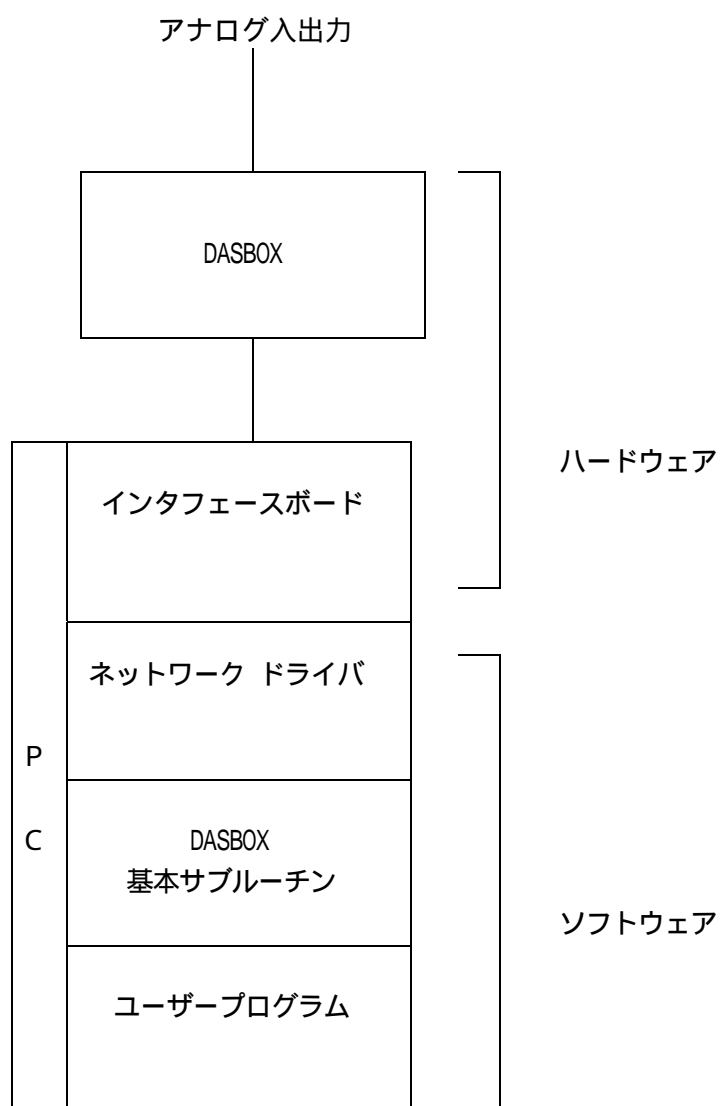 アナログ入出力
DASBOX
ハードウェア
インタフェースボード
ネットワーク ドライバ
P
C
DASBOX
基本サブルーチン
ソフトウェア
ユーザープログラム